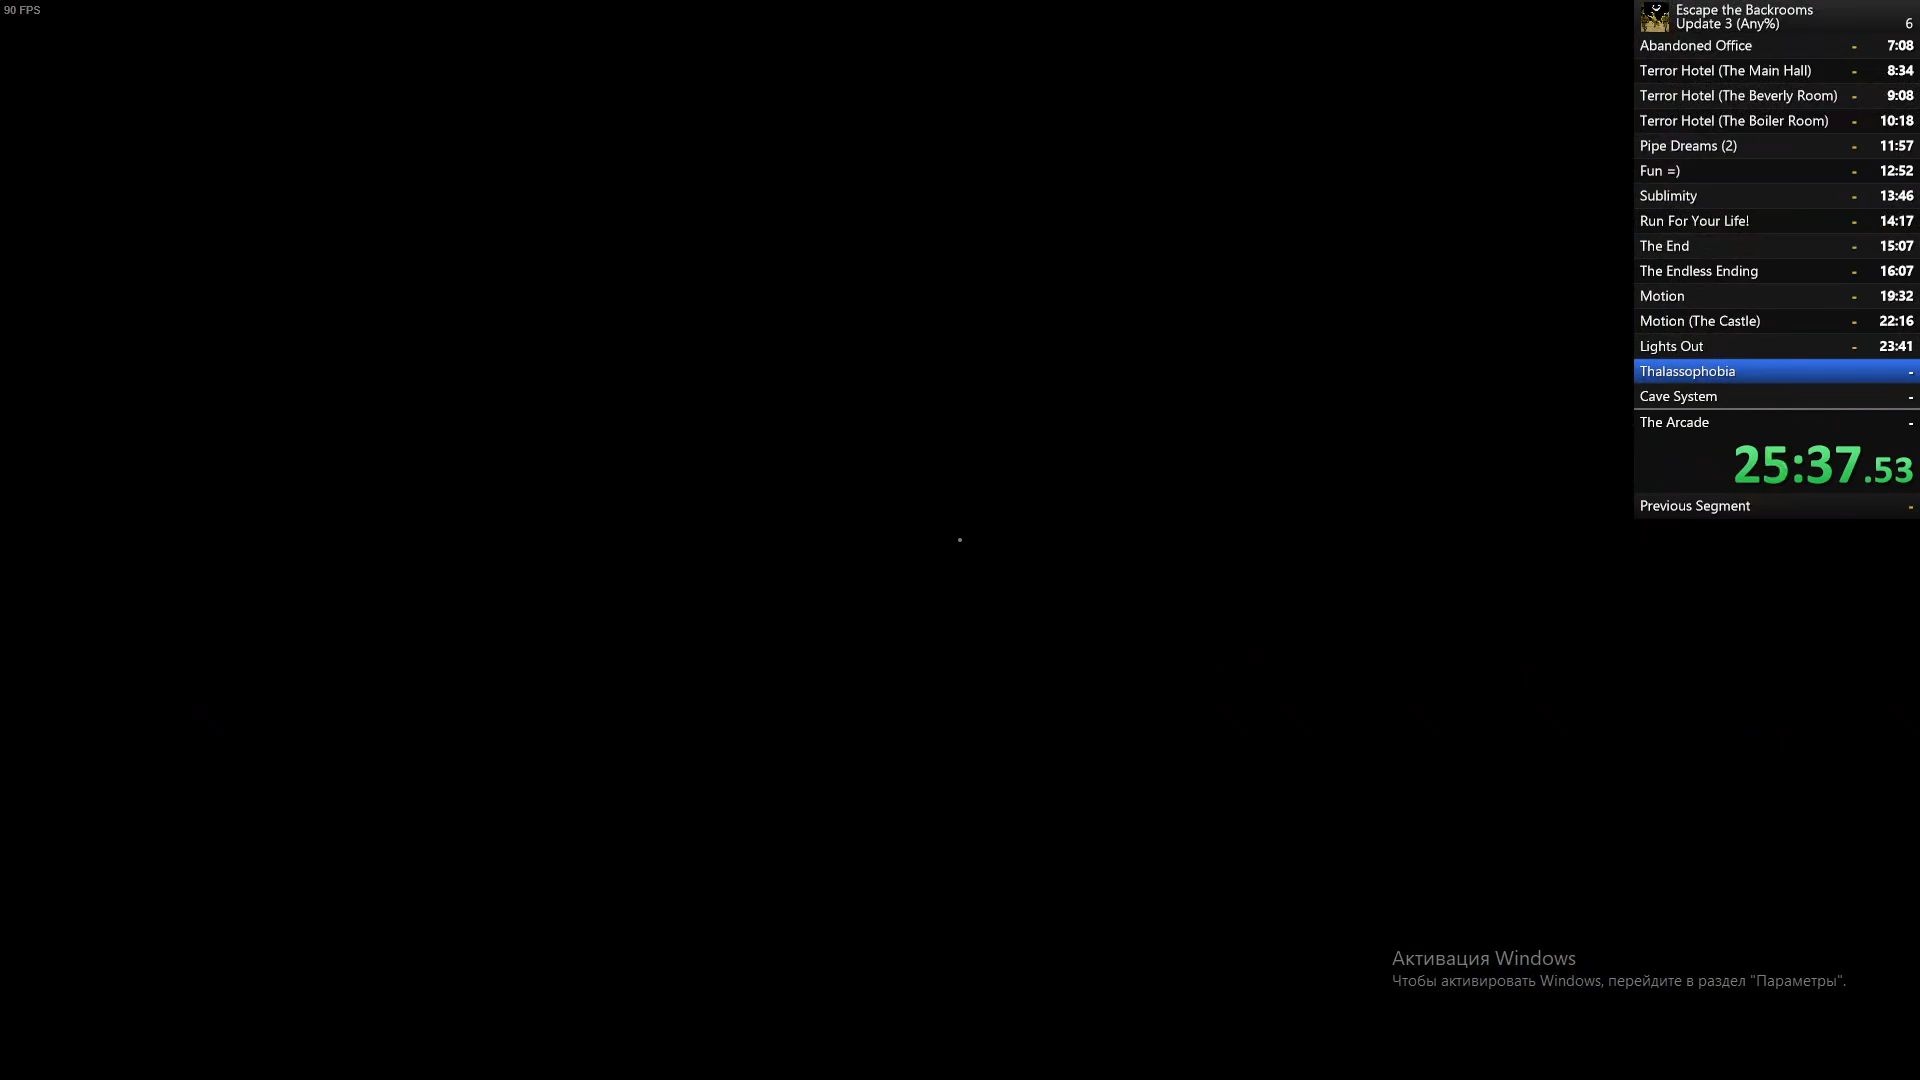 90 FPS
Escape the Backrooms
Update 3 (Any%) 6
Abandoned Office - 7:08
Terror Hotel (The Main Hall) - 8:34
Terror Hotel (The Beverly Room) - 9:08
Terror Hotel (The Boiler Room) - 10:18
Pipe Dreams (2) - 11:57
Fun =) - 12:52
Sublimity - 13:46
Run For Your Life! - 14:17
The End - 15:07
The Endless Ending - 16:07
Motion - 19:32
Motion (The Castle) - 22:16
Lights Out - 23:41
Thalassophobia -
Cave System -
The Arcade -
25:37.53
Previous Segment -
Активация Windows
Чтобы активировать Windows, перейдите в раздел "Параметры".